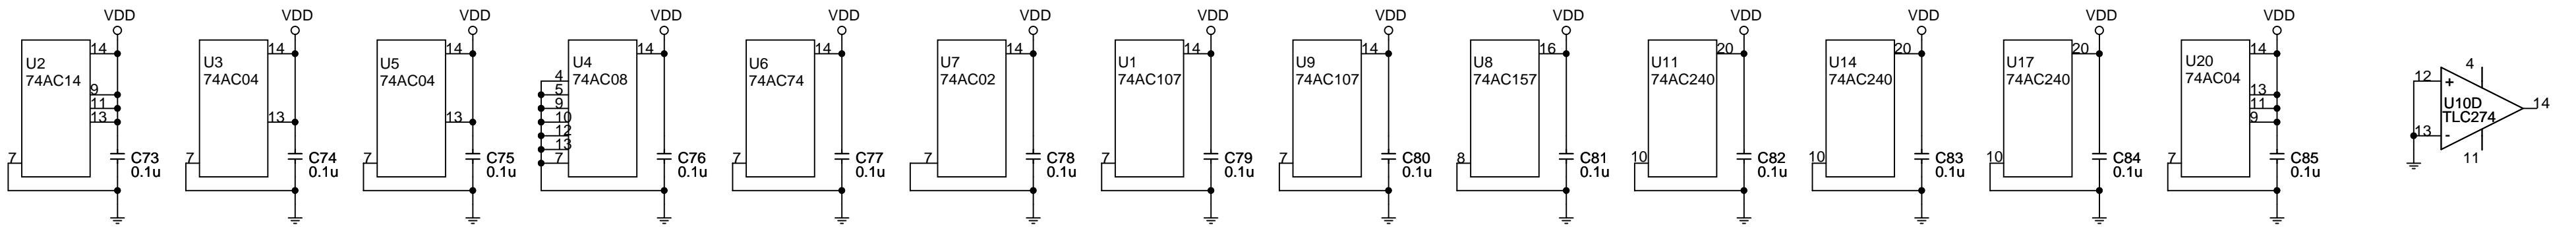 VDD
U2
74AC14
14
9
11
13
7
C73
0.1u
VDD
U3
74AC04
14
13
7
C74
0.1u
VDD
U5
74AC04
14
13
7
C75
0.1u
VDD
U4
74AC08
14
4
5
9
10
12
13
7
C76
0.1u
VDD
U6
74AC74
14
7
C77
0.1u
VDD
U7
74AC02
14
7
C78
0.1u
VDD
U1
74AC107
14
7
C79
0.1u
VDD
U9
74AC107
14
7
C80
0.1u
VDD
U8
74AC157
16
8
C81
0.1u
VDD
U11
74AC240
20
10
C82
0.1u
VDD
U14
74AC240
20
10
C83
0.1u
VDD
U17
74AC240
20
10
C84
0.1u
VDD
U20
74AC04
14
13
11
9
7
C85
0.1u
4
12
+
U10D
TLC274
14
13
-
11